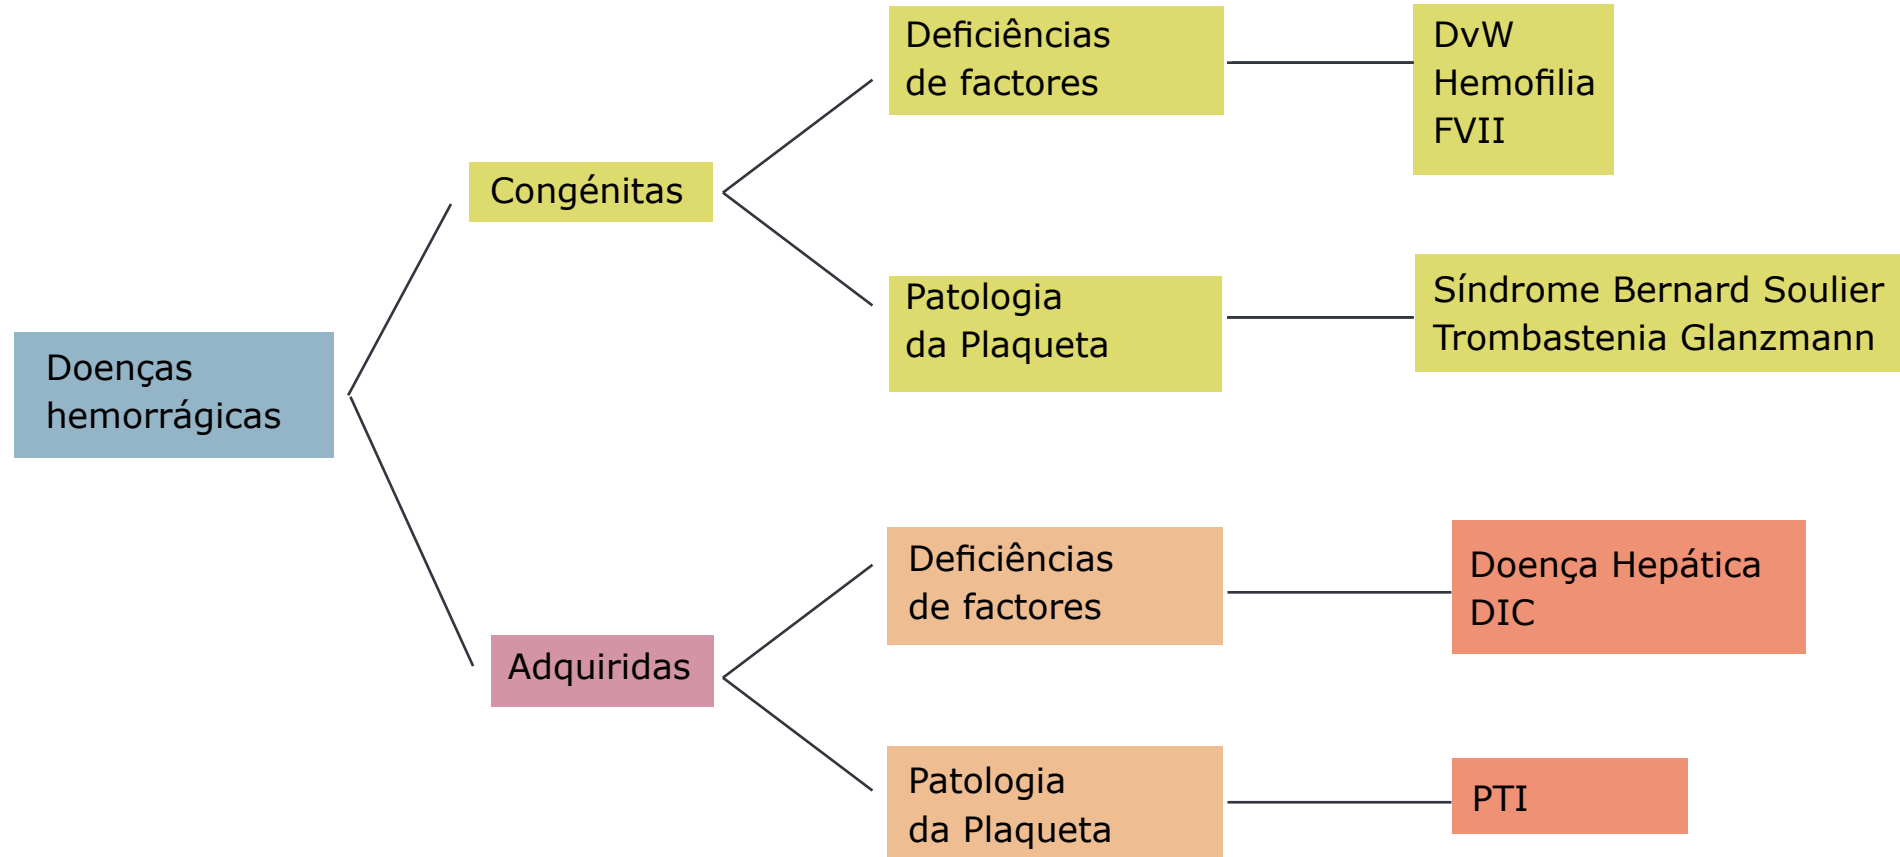 Doenças
hemorrágicas
Congénitas
Deficiências
de factores
DvW
Hemofilia
FVII
Patologia
da Plaqueta
Síndrome Bernard Soulier
Trombastenia Glanzmann
Adquiridas
Deficiências
de factores
Doença Hepática
DIC
Patologia
da Plaqueta
PTI